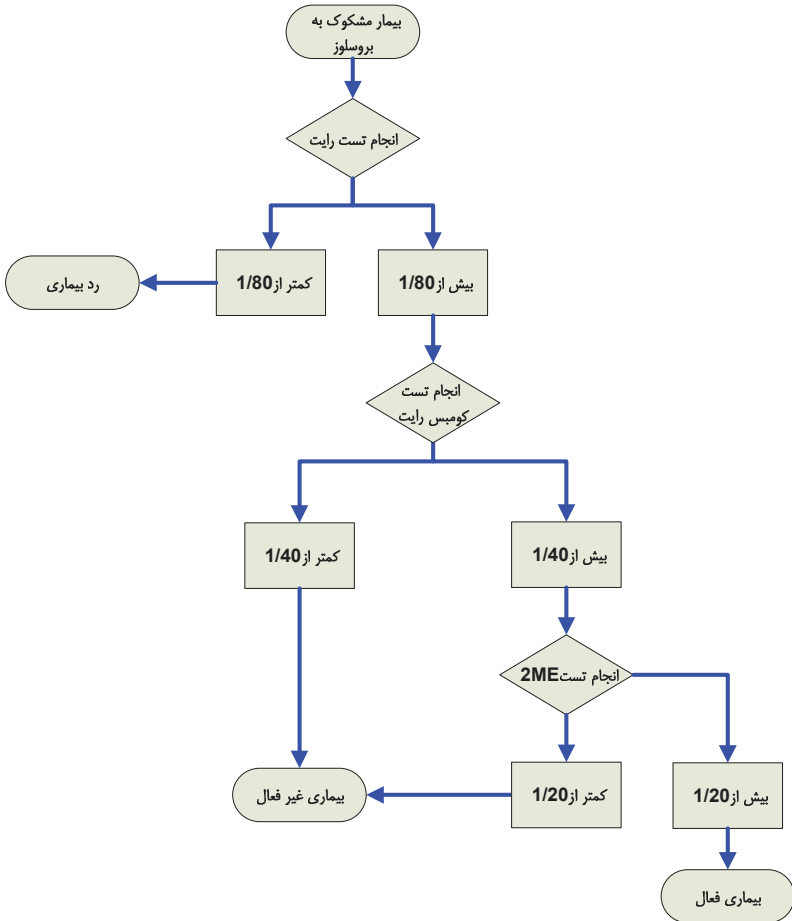 بیمار مشکوک به
بروسلوز
انجام تست رایت
رد بیماری
کمتر از 1/80
بیش از 1/80
انجام تست
کومبس رایت
کمتر از 1/40
بیش از 1/40
انجام تست 2ME
بیماری غیر فعال
کمتر از 1/20
بیش از 1/20
بیماری فعال